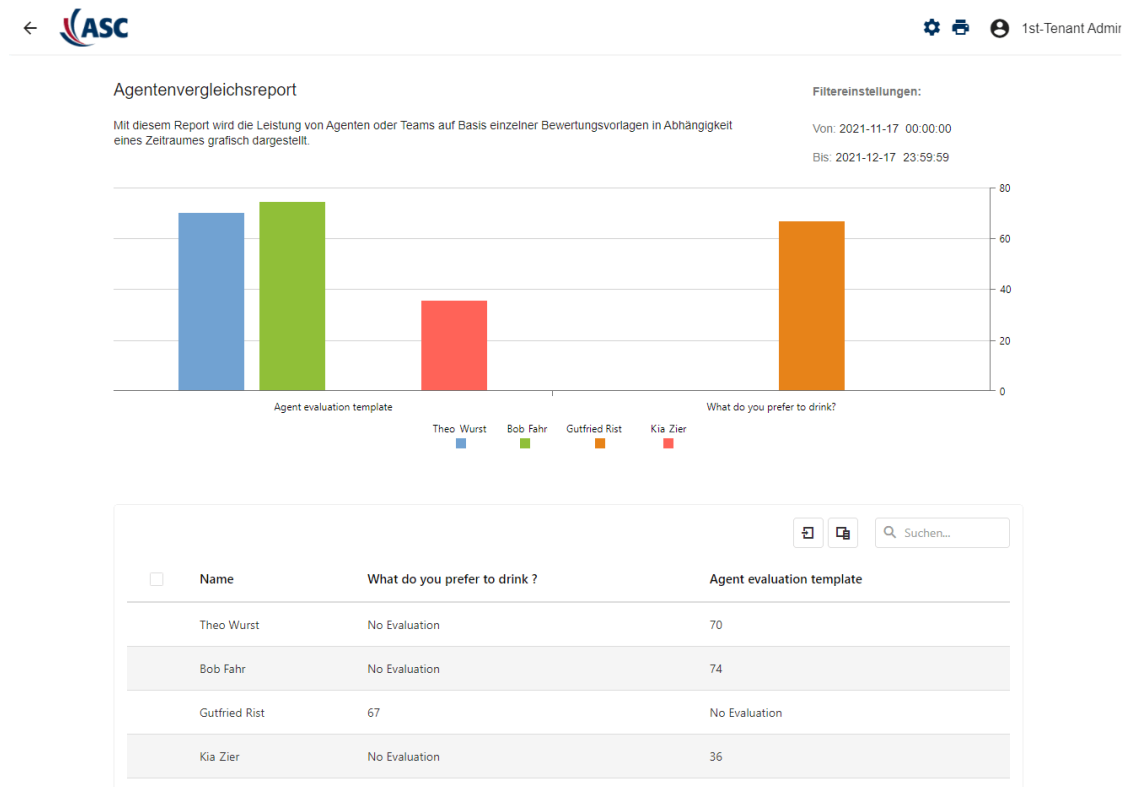 ASC
1st-Tenant Admin
Agentenvergleichsreport
Filtereinstellungen:
Mit diesem Report wird die Leistung von Agenten oder Teams auf Basis einzelner Bewertungsvorlagen in Abhängigkeit
eines Zeitraumes grafisch dargestellt.
Von: 2021-11-17 00:00:00
Bis: 2021-12-17 23:59:59
80
60
40
20
0
Agent evaluation template What do you prefer to drink?
Theo Wurst Bob Fahr Gutfried Rist Kia Zier
Suchen...
Name What do you prefer to drink ? Agent evaluation template
Theo Wurst No Evaluation 70
Bob Fahr No Evaluation 74
Gutfried Rist 67 No Evaluation
Kia Zier No Evaluation 36